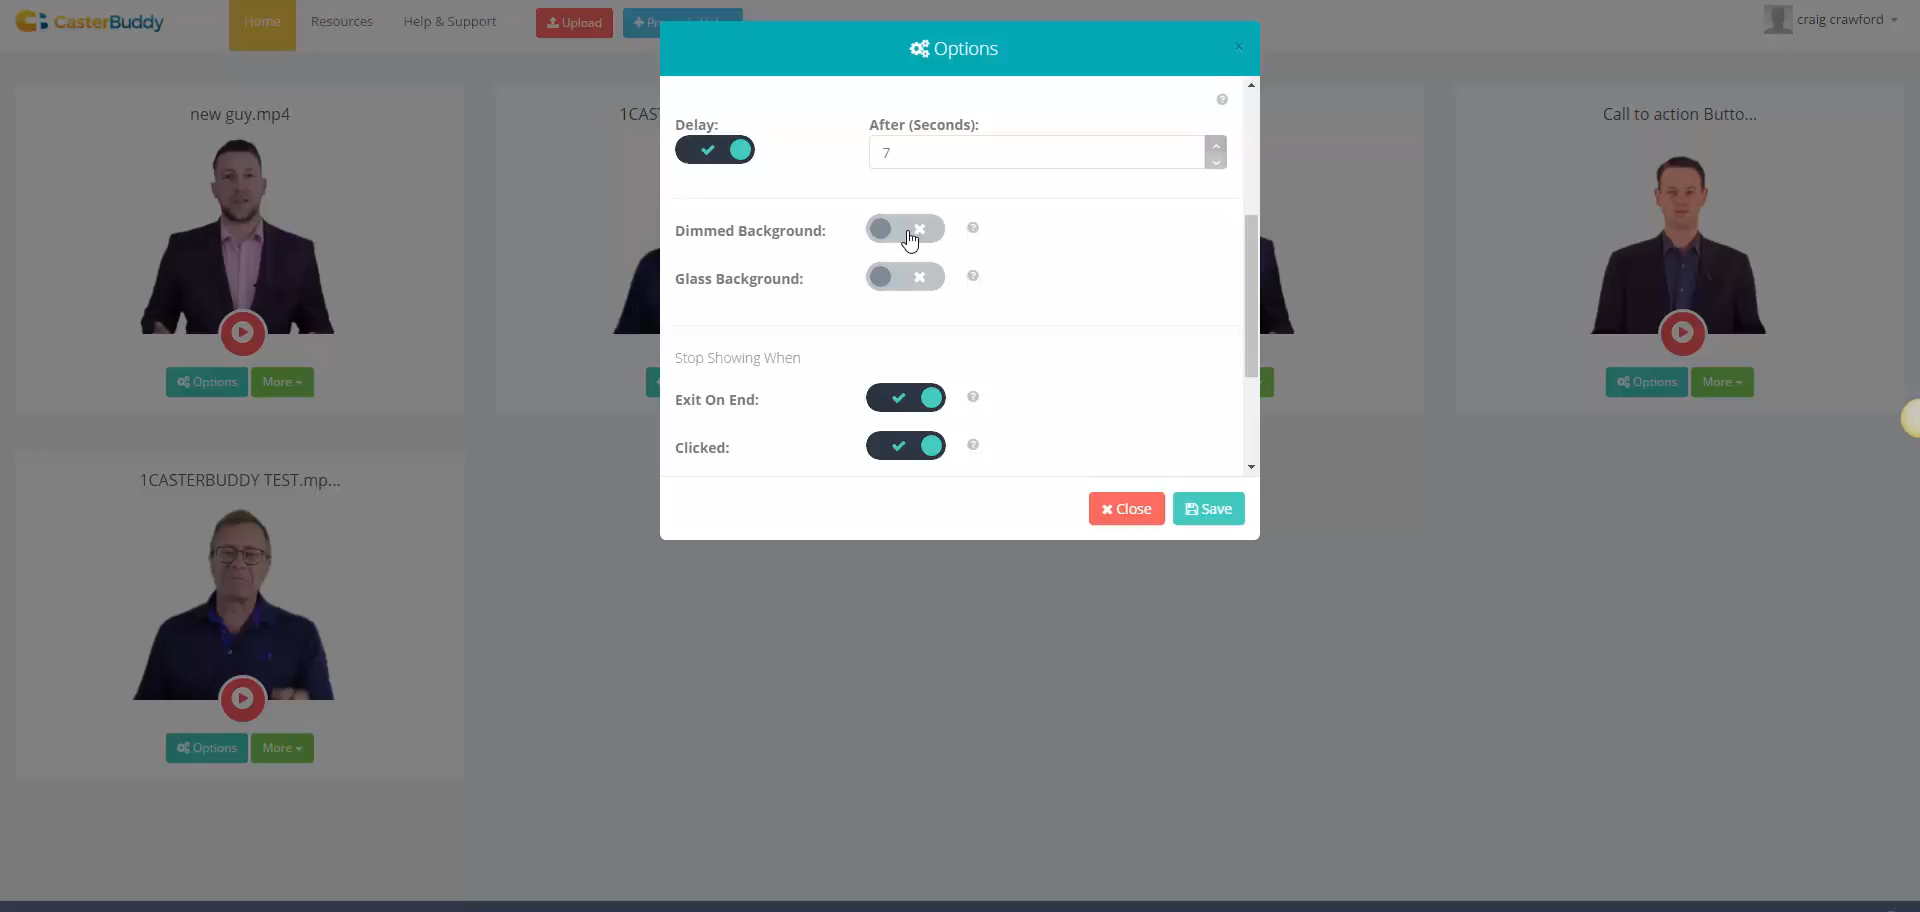 CasterBuddy
Home
Resources
Help & Support
Upload
craig crawford
Options
×
new guy.mp4
1CAS
Call to action Butto...
Delay:
After (Seconds):
7
Dimmed Background:
Glass Background:
Stop Showing When
Exit On End:
Clicked:
Options
More
Options
More
Close
Save
1CASTERBUDDY TEST.mp...
Options
More